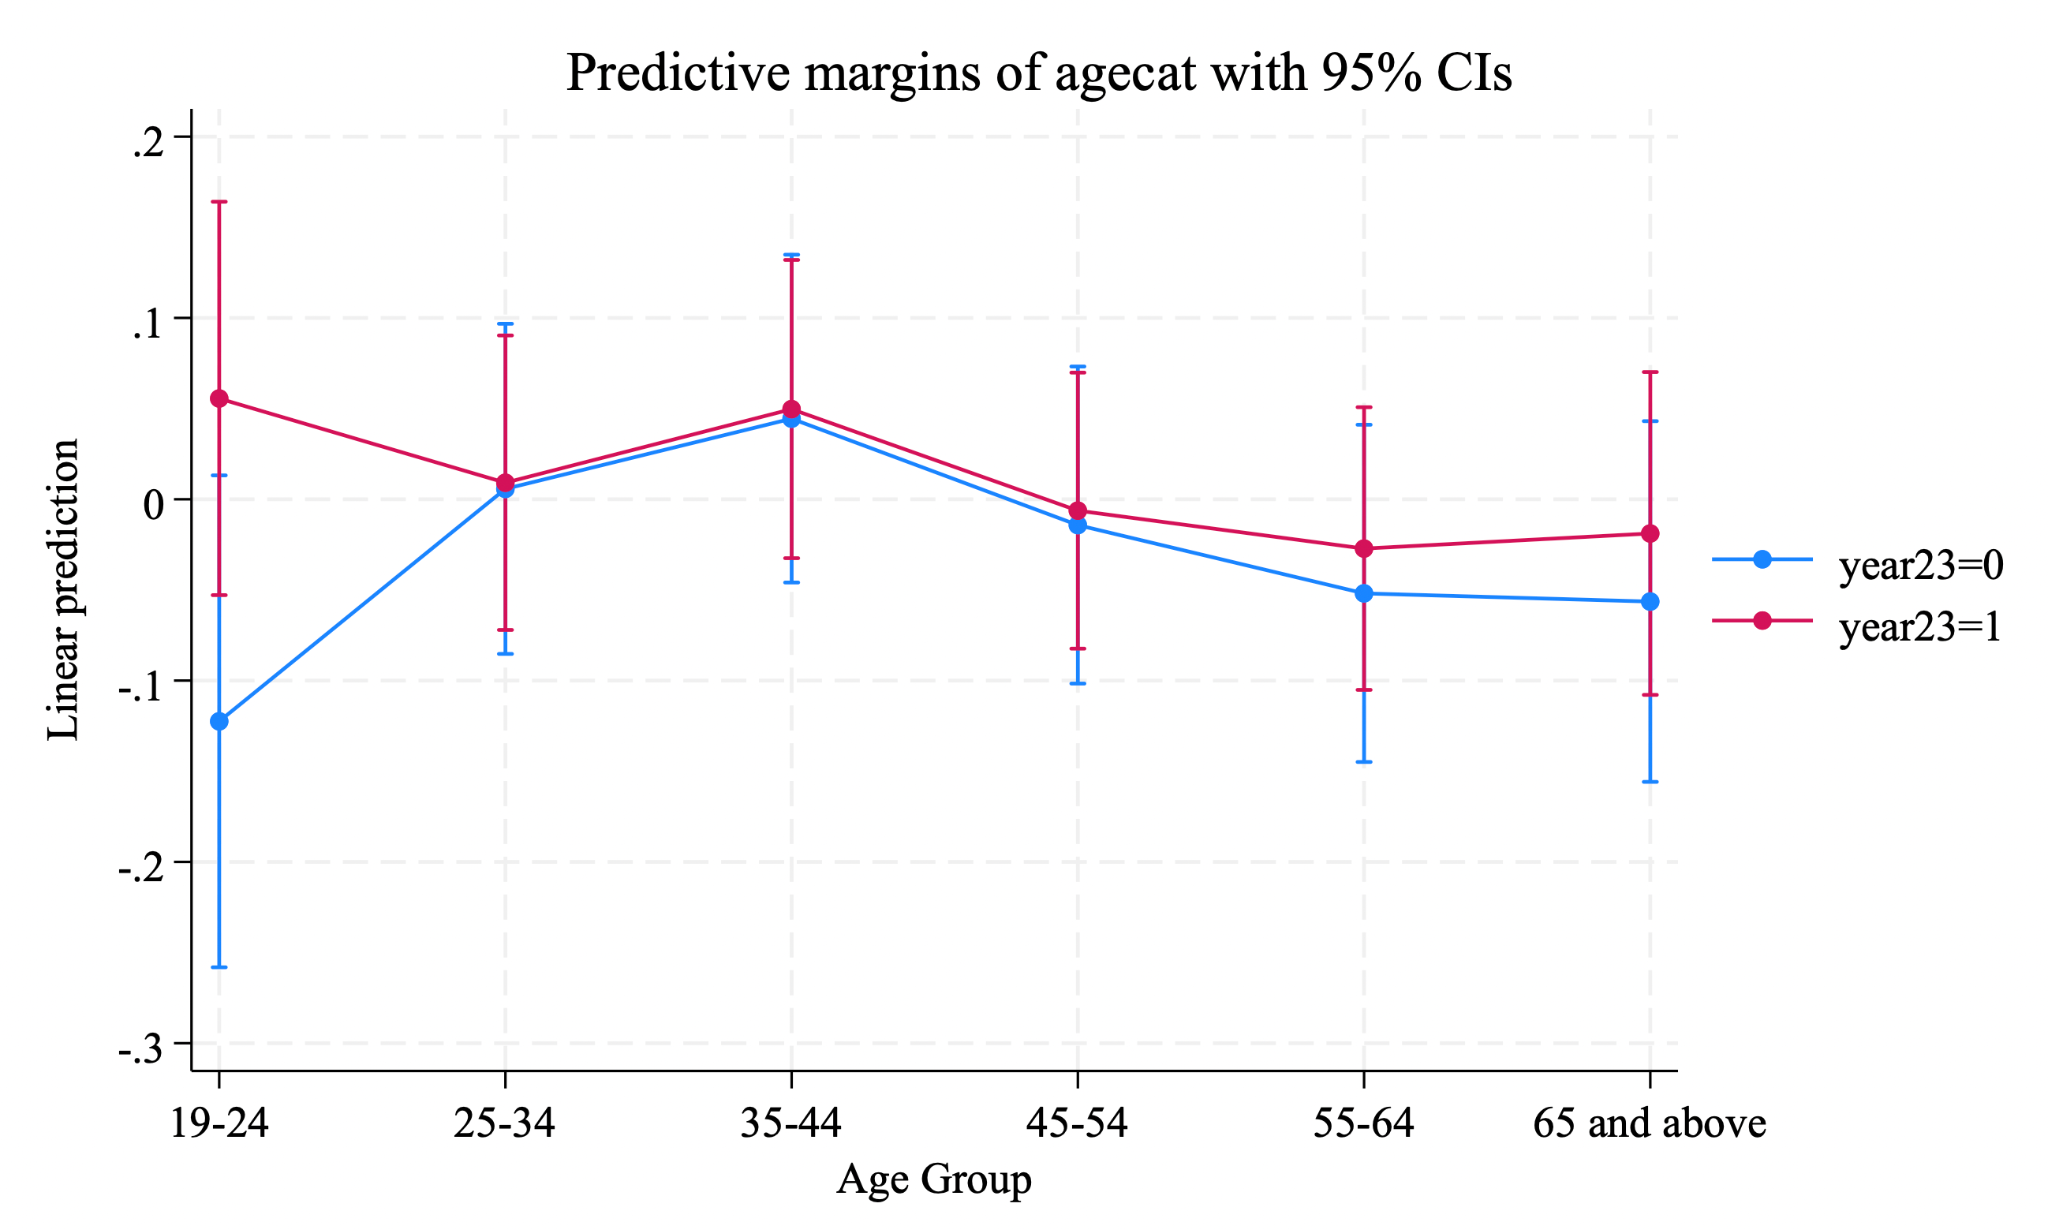 Predictive margins of agecat with 95% CIs
.2
.1
0
-.1
-.2
-.3
Linear prediction
19-24 25-34 35-44 45-54 55-64 65 and above
Age Group
year23=0
year23=1